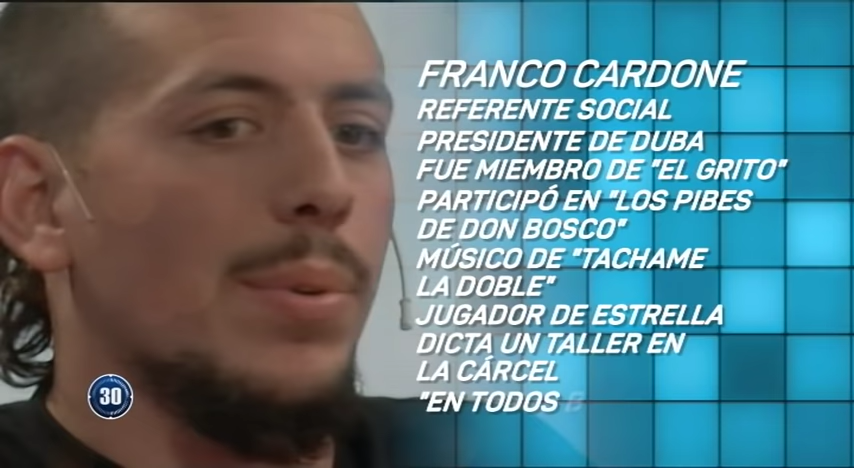 FRANCO CARDONE
REFERENTE SOCIAL
PRESIDENTE DE DUBA
FUE MIEMBRO DE "EL GRITO"
PARTICIPÓ EN "LOS PIBES
DE DON BOSCO"
MÚSICO DE "TACHAME
LA DOBLE"
JUGADOR DE ESTRELLA
DICTA UN TALLER EN
LA CÁRCEL
"EN TODOS B
30